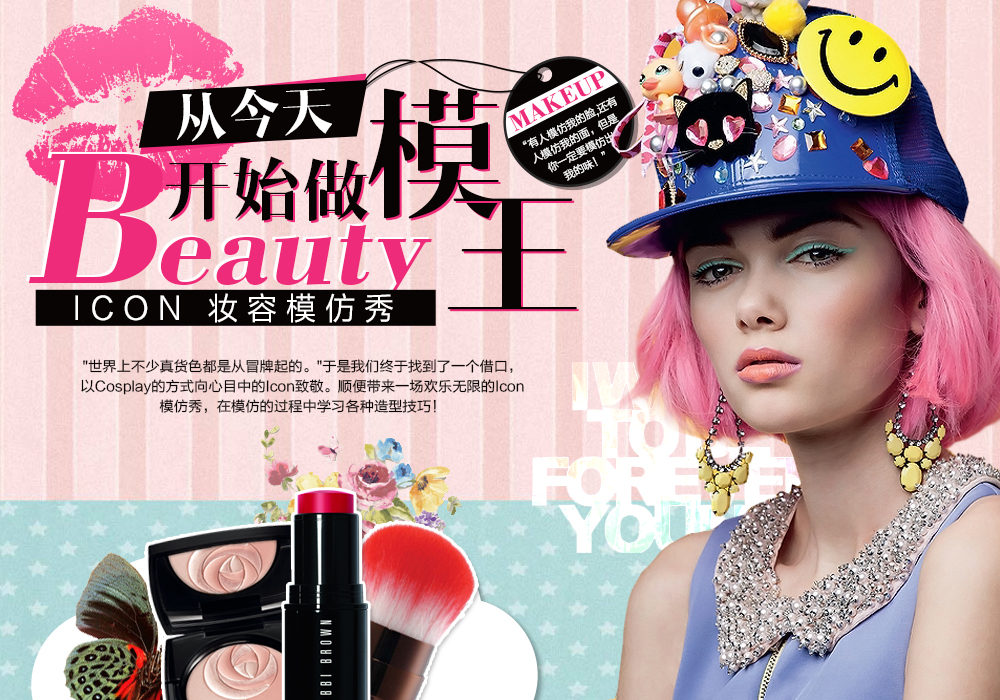 从今天
开始做模王
Beauty
ICON 妆容模仿秀
MAKEUP
“有人模仿我的脸,还有
人模仿我的面，但是
你一定要模仿出
我的味！”
"世界上不少真货色都是从冒牌起的。"于是我们终于找到了一个借口，
以Cosplay的方式向心目中的Icon致敬。顺便带来一场欢乐无限的Icon
模仿秀，在模仿的过程中学习各种造型技巧！
TO
FOREVER
YOU
BBI BROWN